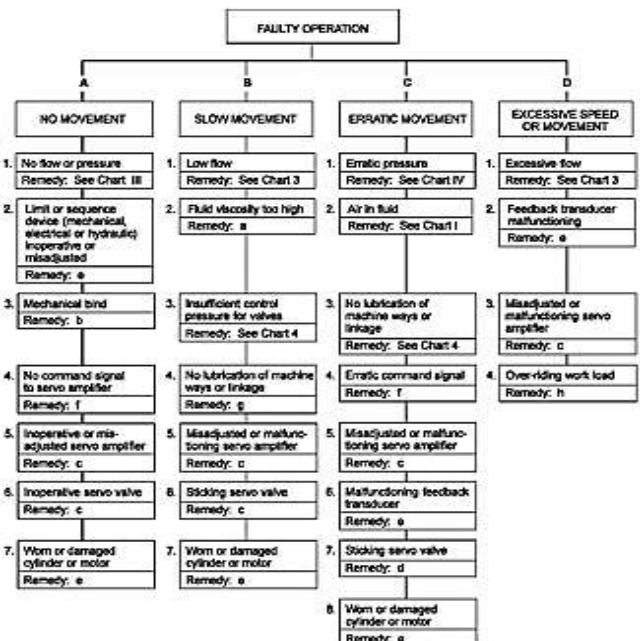 FAULTY OPERATION
A
B
C
D
NO MOVEMENT
SLOW MOVEMENT
ERRATIC MOVEMENT
EXCESSIVE SPEED
OR MOVEMENT
1. No flow or pressure
Remedy: See Chart III
2. Limit or sequence
device (mechanical,
electrical or hydraulic)
inoperative or
misadjusted
Remedy: e
3. Mechanical bind
Remedy: b
4. No command signal
to servo amplifier
Remedy: f
5. Inoperative or mis-
adjusted servo amplifier
Remedy: c
6. Inoperative servo valve
Remedy: c
7. Worn or damaged
cylinder or motor
Remedy: e
1. Low flow
Remedy: See Chart 3
2. Fluid viscosity too high
Remedy: a
3. Insufficient control
pressure for valves
Remedy: See Chart 4
4. No lubrication of machine
ways or linkage
Remedy: g
5. Misadjusted or malfunc-
tioning servo amplifier
Remedy: c
6. Sticking servo valve
Remedy: c
7. Worn or damaged
cylinder or motor
Remedy: e
1. Erratic pressure
Remedy: See Chart IV
2. Air in fluid
Remedy: See Chart I
3. No lubrication of
machine ways or
linkage
Remedy: See Chart 4
4. Erratic command signal
Remedy: f
5. Misadjusted or malfunc-
tioning servo amplifier
Remedy: c
6. Malfunctioning feedback
transducer
Remedy: e
7. Sticking servo valve
Remedy: d
8. Worn or damaged
cylinder or motor
Remedy: e
1. Excessive flow
Remedy: See Chart 3
2. Feedback transducer
malfunctioning
Remedy: e
3. Misadjusted or
malfunctioning servo
amplifier
Remedy: c
4. Over-riding work load
Remedy: h